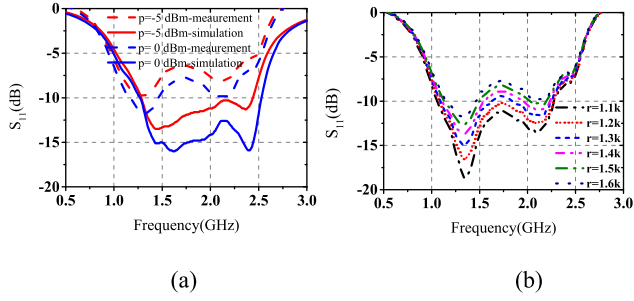 0
-5
-10
-15
-20
S11(dB)
0.5 1.0 1.5 2.0 2.5 3.0
Frequency(GHz)
p=-5 dBm-meaurement
p=-5 dBm-simulation
p= 0 dBm-measurement
p= 0 dBm-simulation
(a)
0
-5
-10
-15
-20
S11(dB)
0.5 1.0 1.5 2.0 2.5 3.0
Frequency(GHz)
r=1.1k
r=1.2k
r=1.3k
r=1.4k
r=1.5k
r=1.6k
(b)